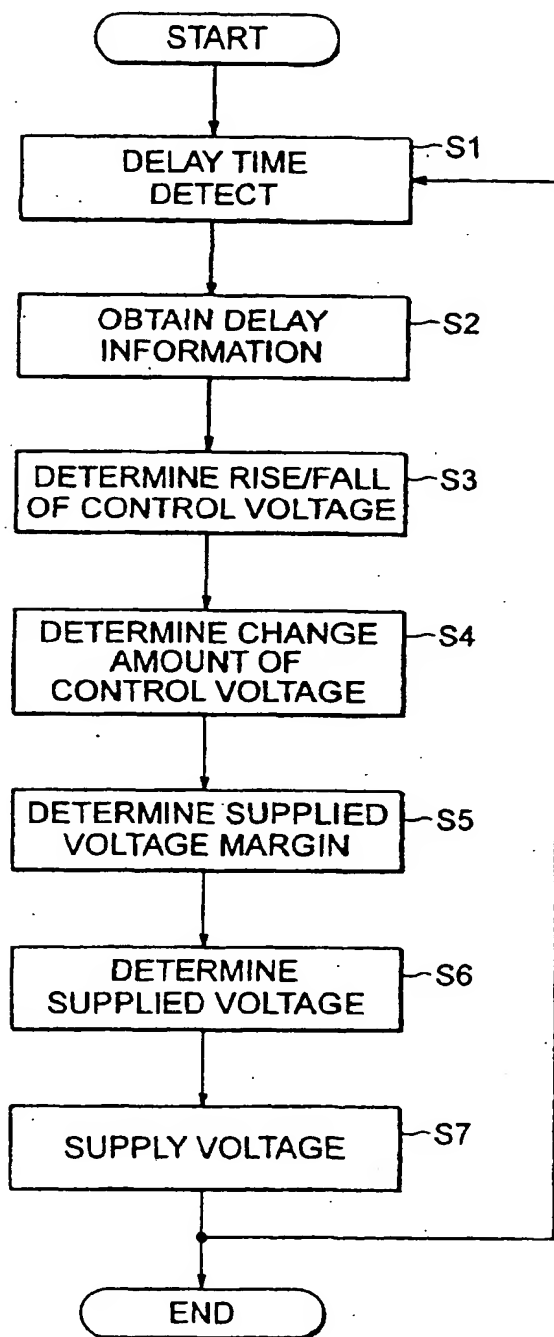 START
DELAY TIME
DETECT
S1
OBTAIN DELAY
INFORMATION
S2
DETERMINE RISE/FALL
OF CONTROL VOLTAGE
S3
DETERMINE CHANGE
AMOUNT OF
CONTROL VOLTAGE
S4
DETERMINE SUPPLIED
VOLTAGE MARGIN
S5
DETERMINE
SUPPLIED VOLTAGE
S6
SUPPLY VOLTAGE
S7
END